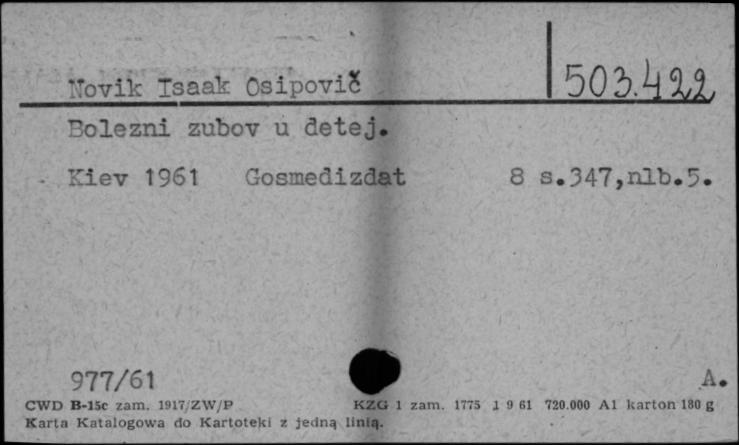 Novik Isaak Osipovič
503.422
Bolezni zubov u detej.
Kiev 1961 Gosmedizdat 8 s.347,nlb.5.
977/61 A.
CWD B-15c zam. 1917/ZW/P KZG 1 zam. 1775 1 9 61 720.000 A1 karton 180 g
Karta Katalogowa do Kartoteki z jedną linią.